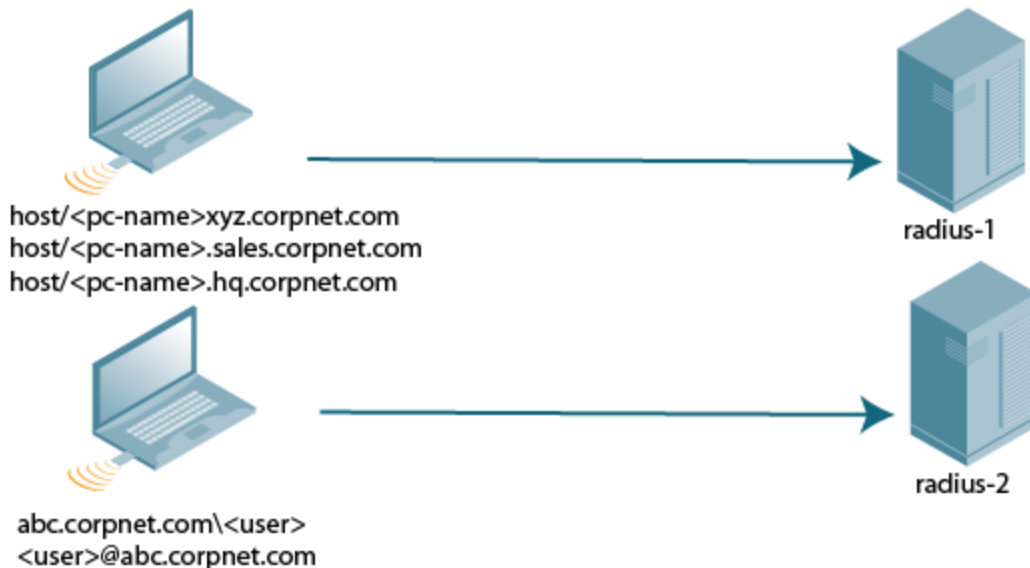 host/<pc-name>xyz.corpnet.com
host/<pc-name>.sales.corpnet.com
host/<pc-name>.hq.corpnet.com
radius-1
abc.corpnet.com\<user>
<user>@abc.corpnet.com
radius-2